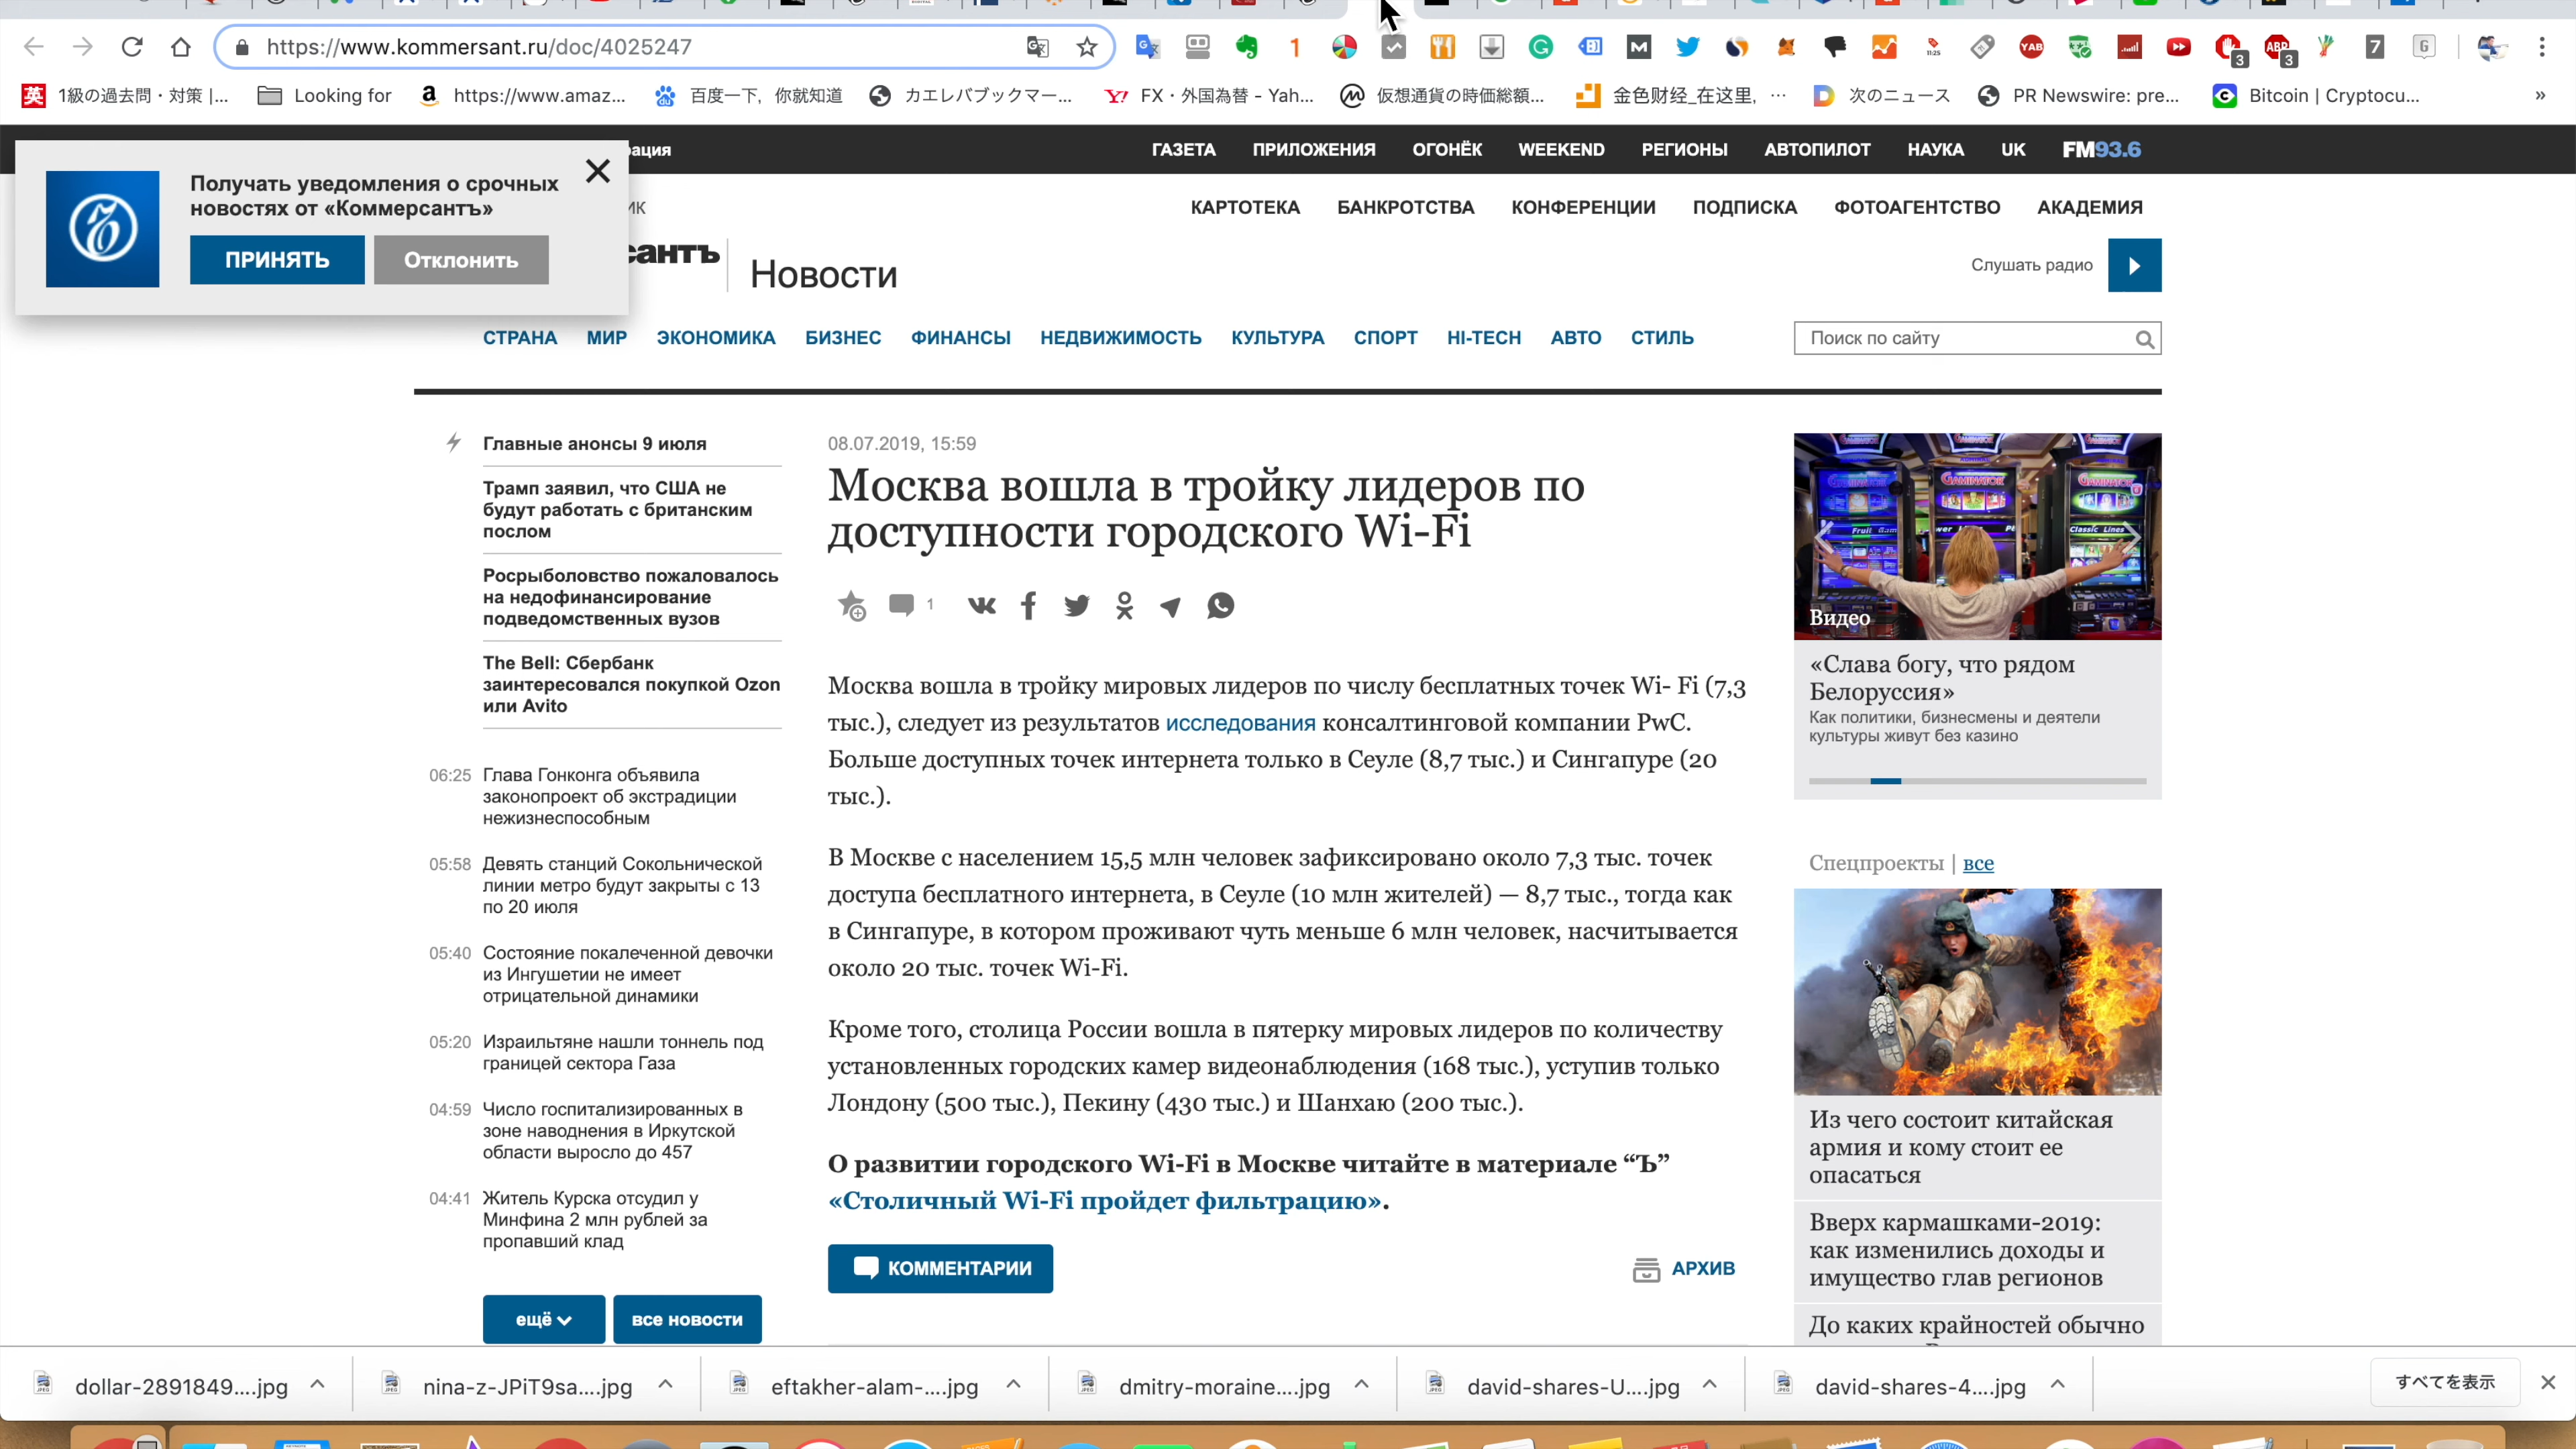 https://www.kommersant.ru/doc/4025247
1級の過去問・対策 |...
Looking for
https://www.amaz...
百度一下，你就知道
カエレバブックマー...
FX・外国為替 - Yah...
仮想通貨の時価総額...
金色财经_在这里, ...
次のニュース
PR Newswire: pre...
Bitcoin | Cryptocu...
»
ация
ГАЗЕТА ПРИЛОЖЕНИЯ ОГОНЁК WEEKEND РЕГИОНЫ АВТОПИЛОТ НАУКА UK FM93.6
Получать уведомления о срочных
новостях от «Коммерсантъ»
ПРИНЯТЬ Отклонить
ик
КАРТОТЕКА БАНКРОТСТВА КОНФЕРЕНЦИИ ПОДПИСКА ФОТОАГЕНТСТВО АКАДЕМИЯ
сантъ
Новости
Слушать радио
СТРАНА МИР ЭКОНОМИКА БИЗНЕС ФИНАНСЫ НЕДВИЖИМОСТЬ КУЛЬТУРА СПОРТ HI-TECH АВТО СТИЛЬ
Поиск по сайту
Главные анонсы 9 июля
Трамп заявил, что США не
будут работать с британским
послом
Росрыболовство пожаловалось
на недофинансирование
подведомственных вузов
The Bell: Сбербанк
заинтересовался покупкой Ozon
или Avito
06:25 Глава Гонконга объявила
законопроект об экстрадиции
нежизнеспособным
05:58 Девять станций Сокольнической
линии метро будут закрыты с 13
по 20 июля
05:40 Состояние покалеченной девочки
из Ингушетии не имеет
отрицательной динамики
05:20 Израильтяне нашли тоннель под
границей сектора Газа
04:59 Число госпитализированных в
зоне наводнения в Иркутской
области выросло до 457
04:41 Житель Курска отсудил у
Минфина 2 млн рублей за
пропавший клад
ещё все новости
08.07.2019, 15:59
Москва вошла в тройку лидеров по
доступности городского Wi-Fi
1
Москва вошла в тройку мировых лидеров по числу бесплатных точек Wi- Fi (7,3
тыс.), следует из результатов исследования консалтинговой компании PwC.
Больше доступных точек интернета только в Сеуле (8,7 тыс.) и Сингапуре (20
тыс.).
В Москве с населением 15,5 млн человек зафиксировано около 7,3 тыс. точек
доступа бесплатного интернета, в Сеуле (10 млн жителей) — 8,7 тыс., тогда как
в Сингапуре, в котором проживают чуть меньше 6 млн человек, насчитывается
около 20 тыс. точек Wi-Fi.
Кроме того, столица России вошла в пятерку мировых лидеров по количеству
установленных городских камер видеонаблюдения (168 тыс.), уступив только
Лондону (500 тыс.), Пекину (430 тыс.) и Шанхаю (200 тыс.).
О развитии городского Wi-Fi в Москве читайте в материале “Ъ”
«Столичный Wi-Fi пройдет фильтрацию».
КОММЕНТАРИИ
АРХИВ
GAMINATOR GAMINATOR GAMINATOR
Видео
«Слава богу, что рядом
Белоруссия»
Как политики, бизнесмены и деятели
культуры живут без казино
Спецпроекты | все
Из чего состоит китайская
армия и кому стоит ее
опасаться
Вверх кармашками-2019:
как изменились доходы и
имущество глав регионов
До каких крайностей обычно
dollar-2891849....jpg
nina-z-JPiT9sa....jpg
eftakher-alam-....jpg
dmitry-moraine....jpg
david-shares-U....jpg
david-shares-4....jpg
すべてを表示